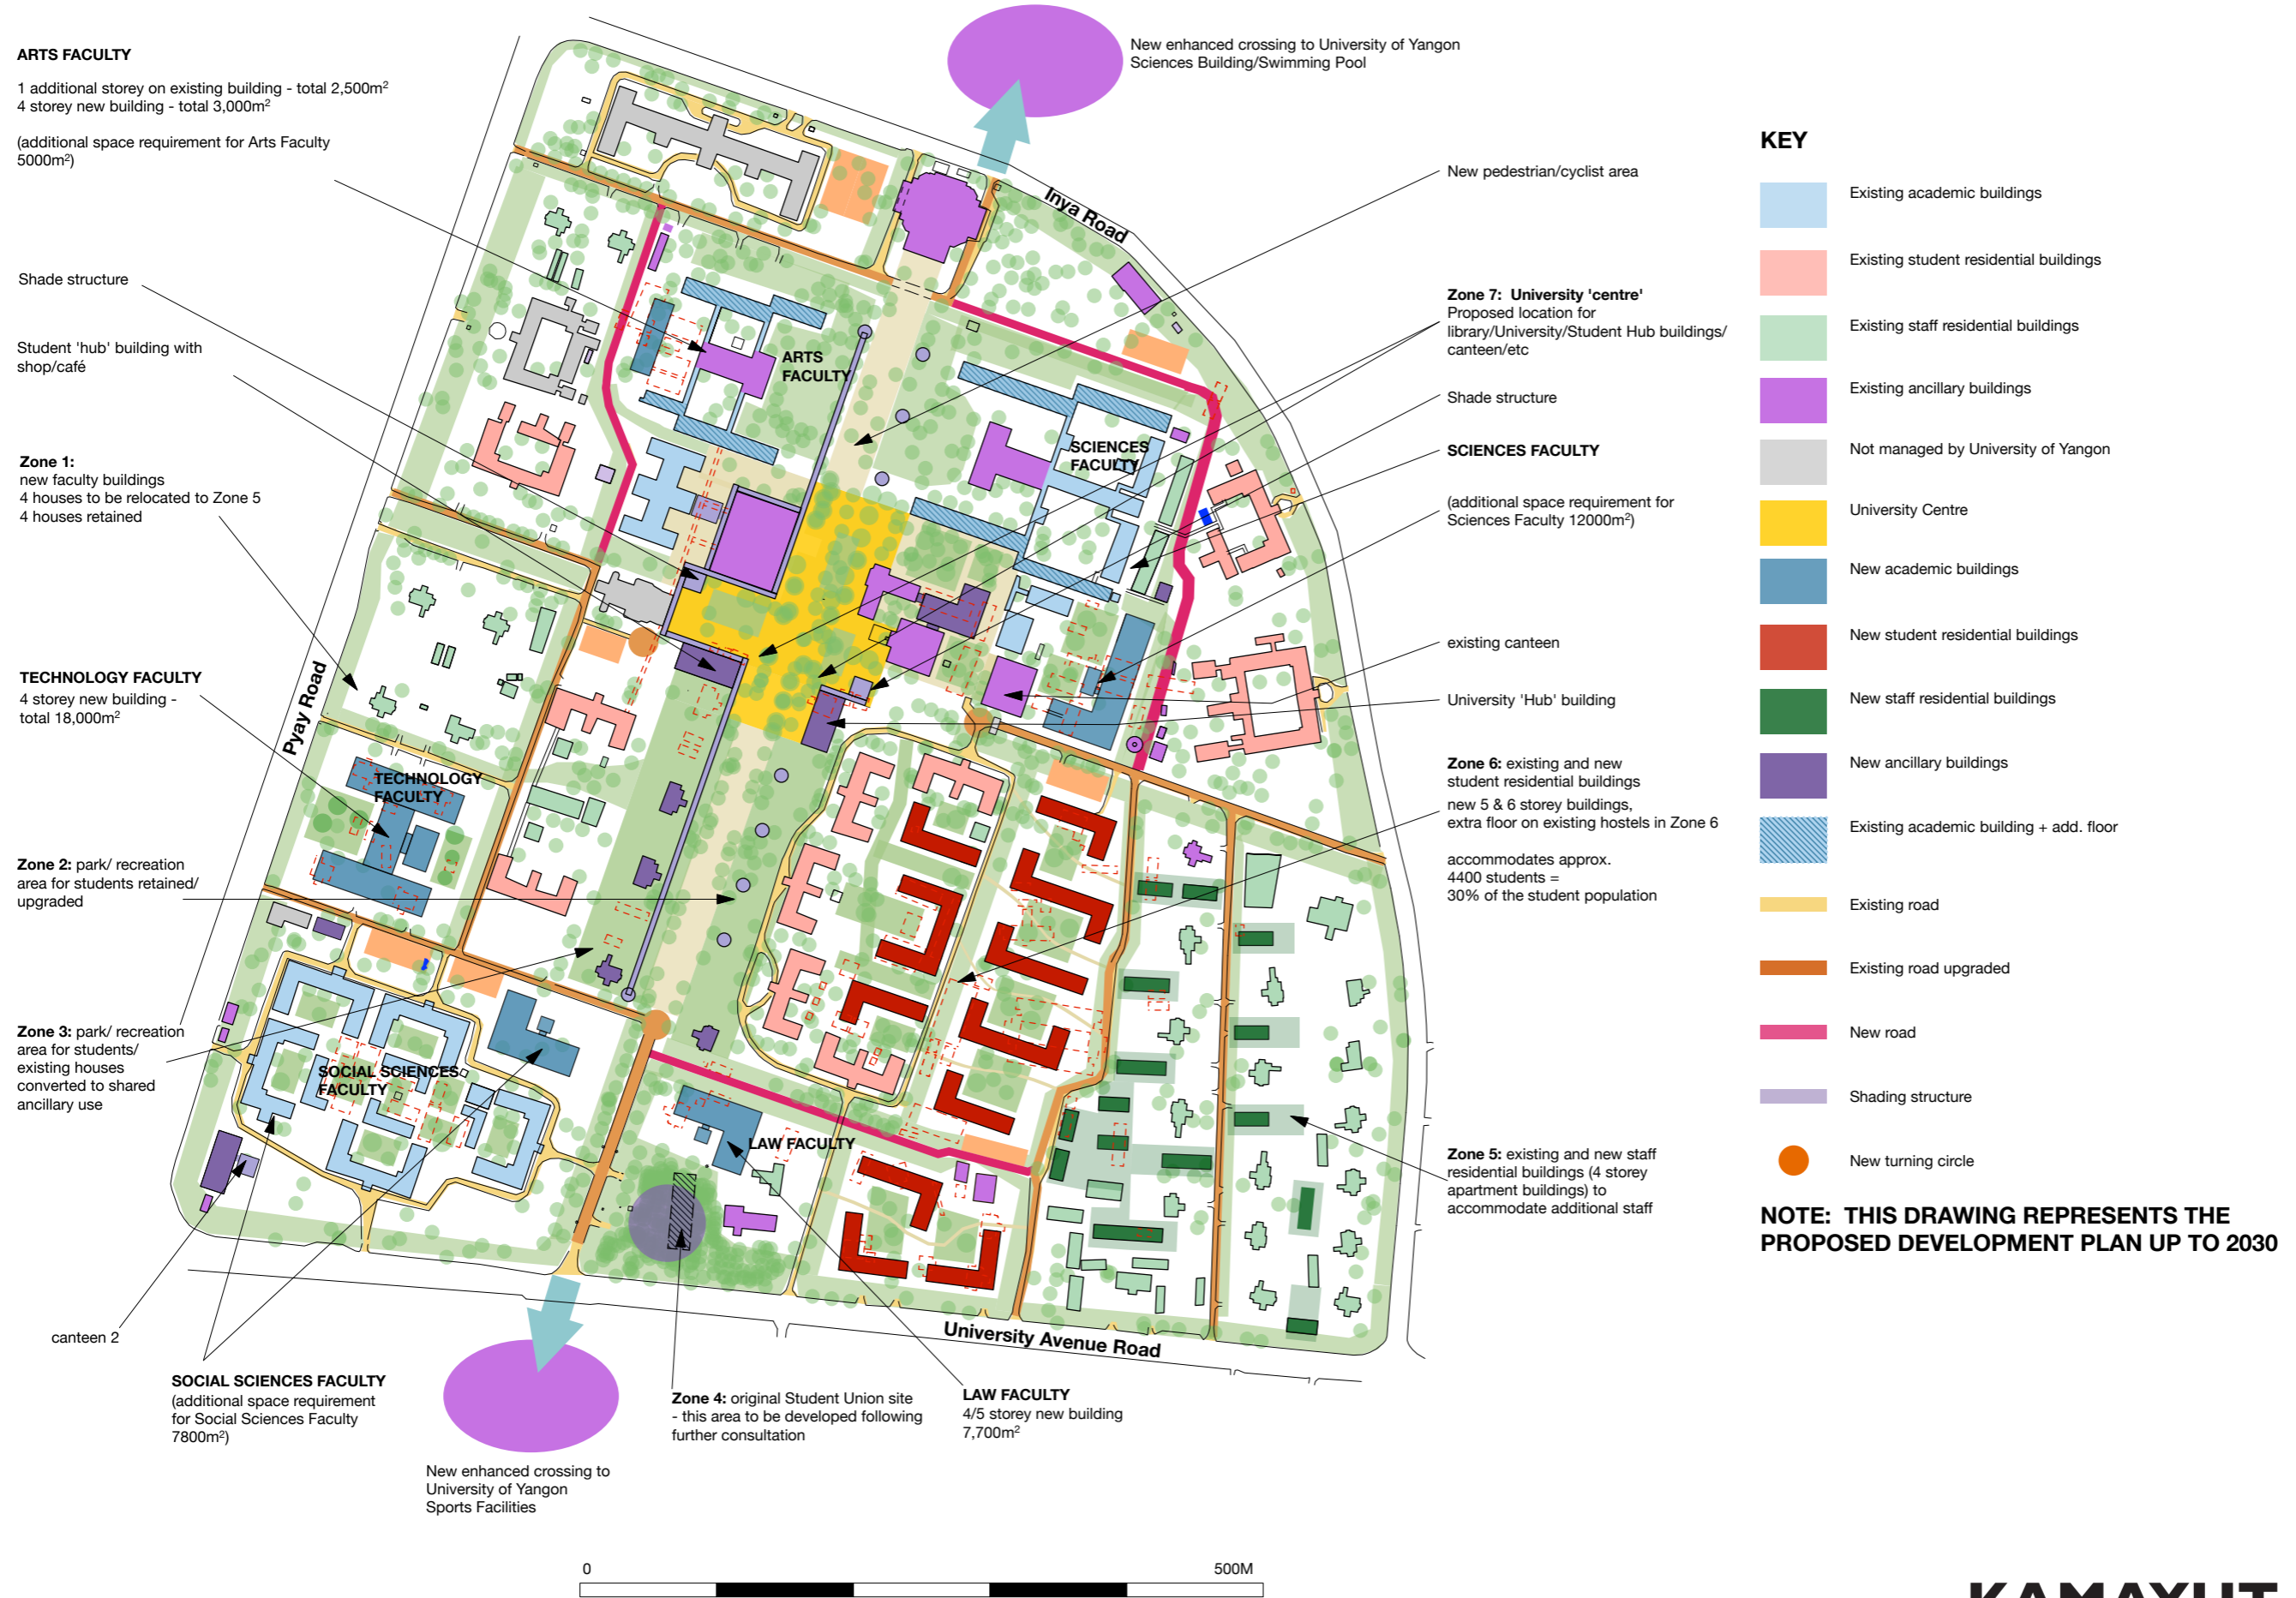 ARTS FACULTY
1 additional storey on existing building - total 2,500m²
4 storey new building - total 3,000m²
(additional space requirement for Arts Faculty
5000m²)
Shade structure
Student 'hub' building with
shop/café
Zone 1:
new faculty buildings
4 houses to be relocated to Zone 5
4 houses retained
TECHNOLOGY FACULTY
4 storey new building -
total 18,000m²
Zone 2: park/ recreation
area for students retained/
upgraded
Zone 3: park/ recreation
area for students/
existing houses
converted to shared
ancillary use
canteen 2
SOCIAL SCIENCES FACULTY
(additional space requirement
for Social Sciences Faculty
7800m²)
New enhanced crossing to
University of Yangon
Sports Facilities
Zone 4: original Student Union site
- this area to be developed following
further consultation
LAW FACULTY
4/5 storey new building
7,700m²
New enhanced crossing to University of Yangon
Sciences Building/Swimming Pool
Inya Road
Pyay Road
University Avenue Road
ARTS
FACULTY
SCIENCES
FACULTY
TECHNOLOGY
FACULTY
SOCIAL SCIENCES
FACULTY
LAW FACULTY
New pedestrian/cyclist area
Zone 7: University 'centre'
Proposed location for
library/University/Student Hub buildings/
canteen/etc
Shade structure
SCIENCES FACULTY
(additional space requirement for
Sciences Faculty 12000m²)
existing canteen
University 'Hub' building
Zone 6: existing and new
student residential buildings
new 5 & 6 storey buildings,
extra floor on existing hostels in Zone 6
accommodates approx.
4400 students =
30% of the student population
Zone 5: existing and new staff
residential buildings (4 storey
apartment buildings) to
accommodate additional staff
KEY
Existing academic buildings
Existing student residential buildings
Existing staff residential buildings
Existing ancillary buildings
Not managed by University of Yangon
University Centre
New academic buildings
New student residential buildings
New staff residential buildings
New ancillary buildings
Existing academic building + add. floor
Existing road
Existing road upgraded
New road
Shading structure
New turning circle
NOTE: THIS DRAWING REPRESENTS THE
PROPOSED DEVELOPMENT PLAN UP TO 2030
0
500M
KAMAYUT